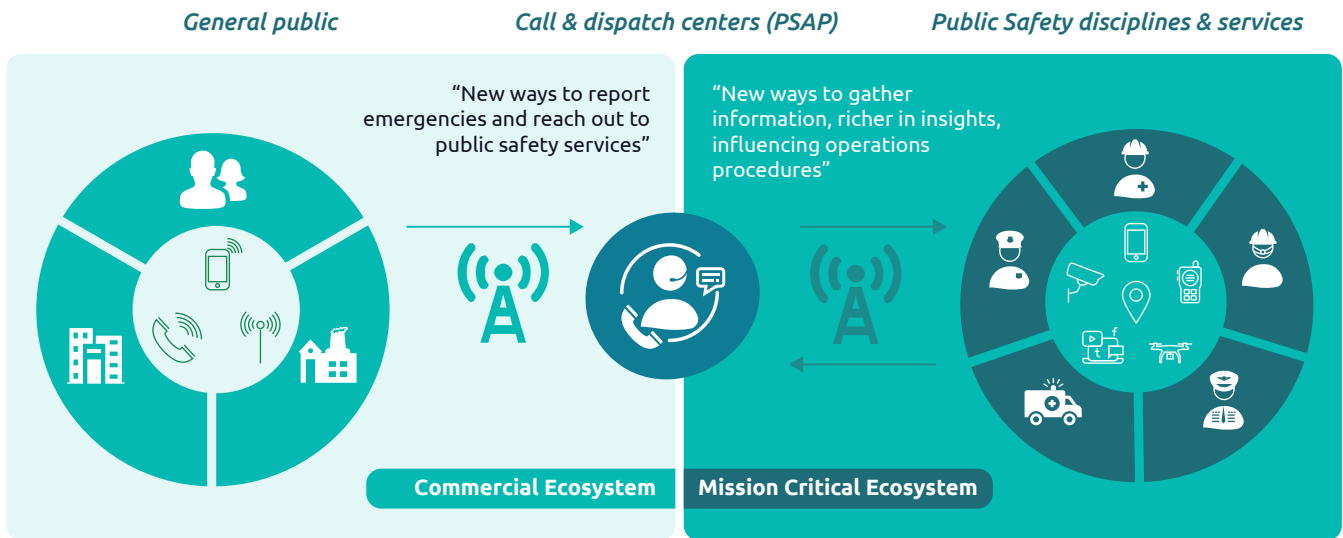 General public
Call & dispatch centers (PSAP)
Public Safety disciplines & services
“New ways to report
emergencies and reach out to
public safety services”
“New ways to gather
information, richer in insights,
influencing operations
procedures”
Commercial Ecosystem
Mission Critical Ecosystem